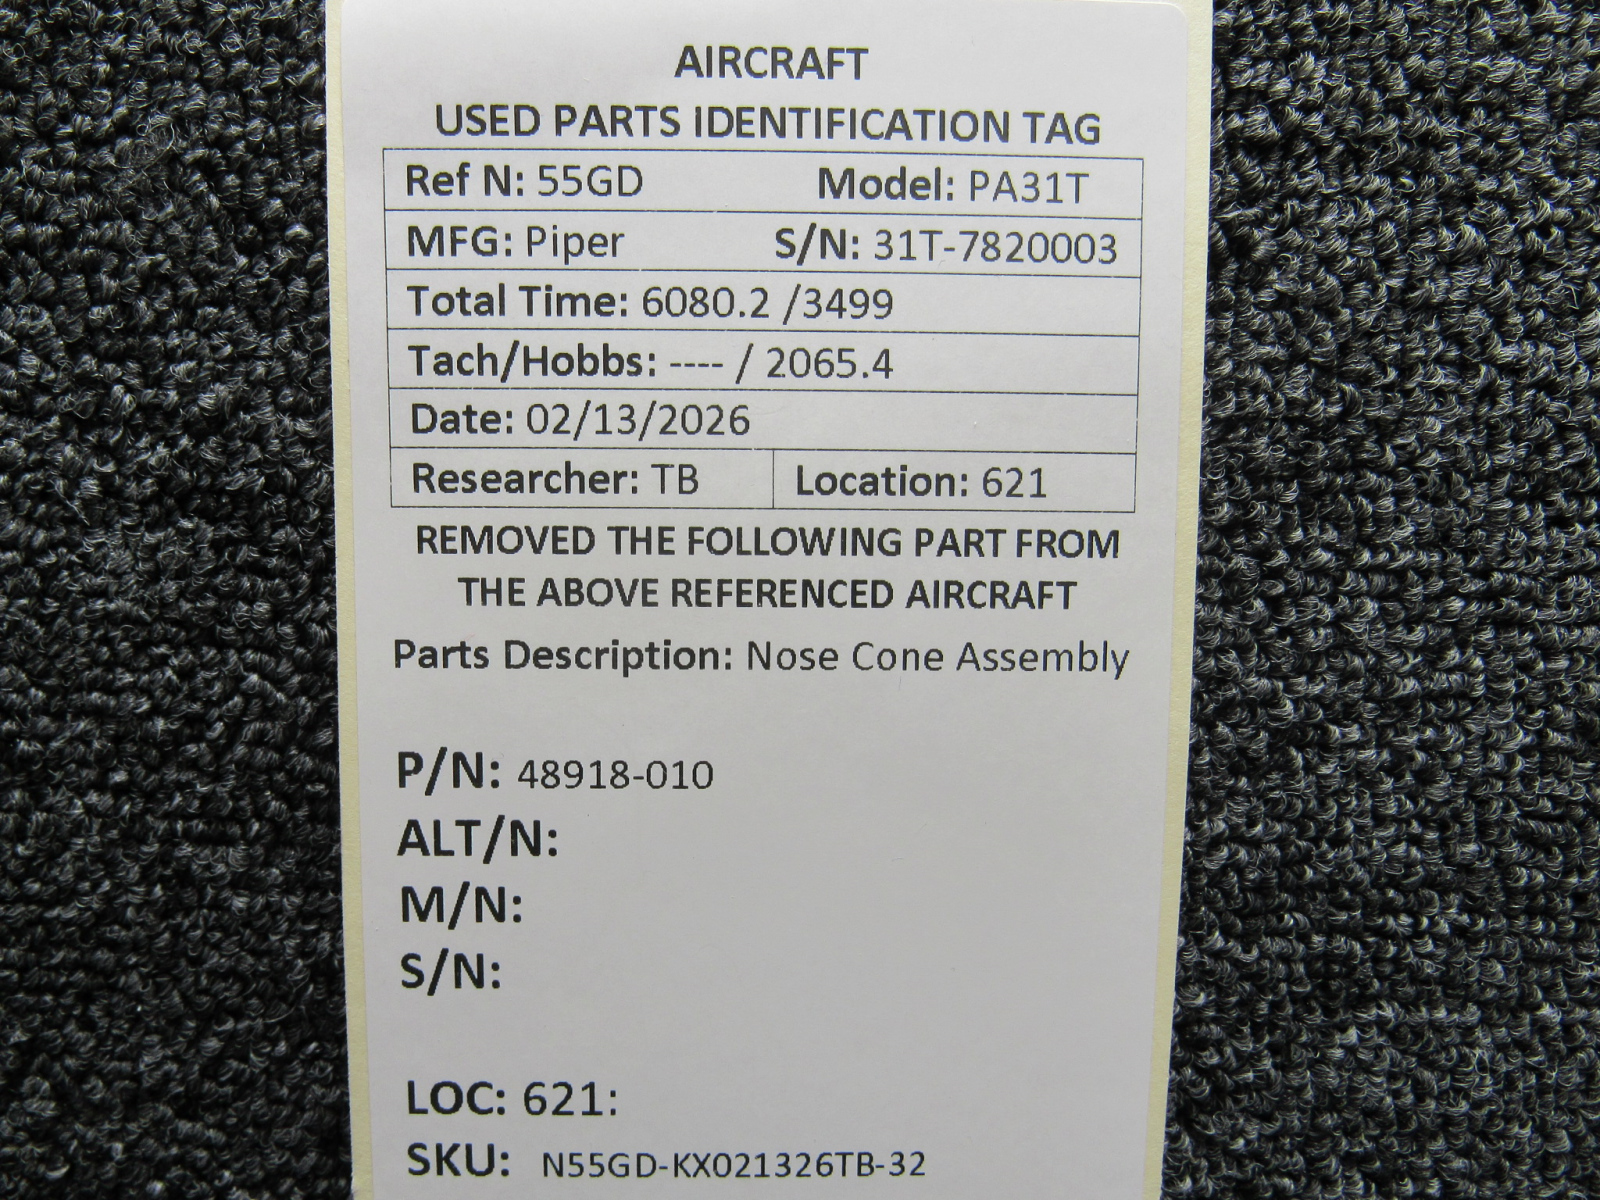 AIRCRAFT
USED PARTS IDENTIFICATION TAG
Ref N: 55GD Model: PA31T
MFG: Piper S/N: 31T-7820003
Total Time: 6080.2 /3499
Tach/Hobbs: ---- / 2065.4
Date: 02/13/2026
Researcher: TB Location: 621
REMOVED THE FOLLOWING PART FROM
THE ABOVE REFERENCED AIRCRAFT
Parts Description: Nose Cone Assembly
P/N: 48918-010
ALT/N:
M/N:
S/N:
LOC: 621:
SKU: N55GD-KX021326TB-32